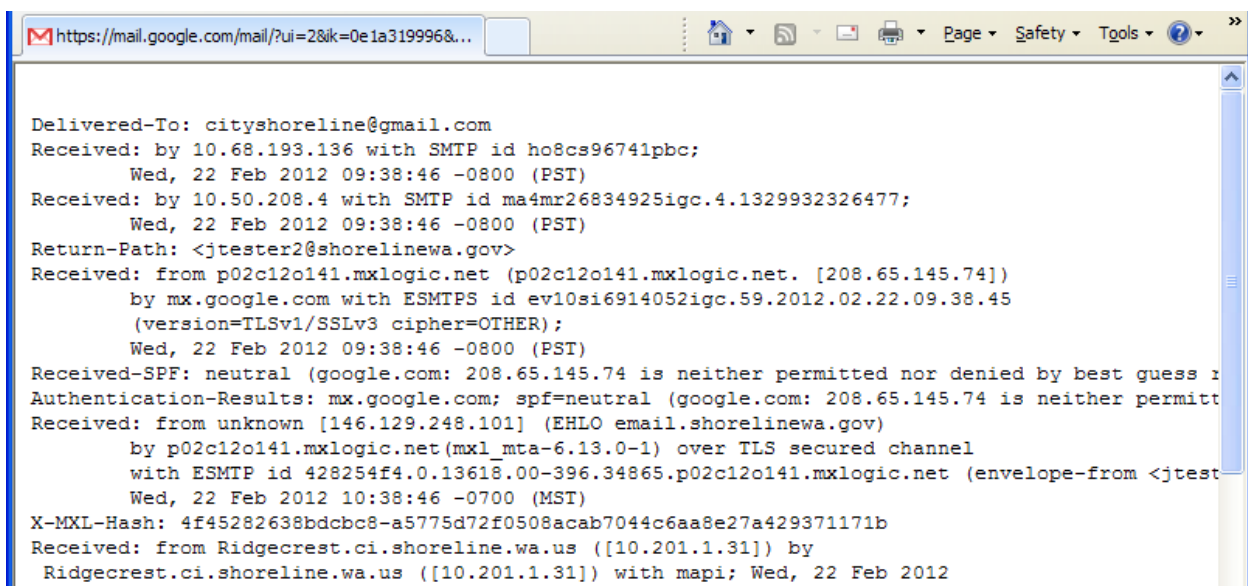 https://mail.google.com/mail/?ui=2&ik=0e1a319996&...
Page Safety Tools
»
Delivered-To: cityshoreline@gmail.com
Received: by 10.68.193.136 with SMTP id ho8cs96741pbc;
Wed, 22 Feb 2012 09:38:46 -0800 (PST)
Received: by 10.50.208.4 with SMTP id ma4mr26834925igc.4.1329932326477;
Wed, 22 Feb 2012 09:38:46 -0800 (PST)
Return-Path: <jtester2@shorelinewa.gov>
Received: from p02c12o141.mxlogic.net (p02c12o141.mxlogic.net. [208.65.145.74])
by mx.google.com with ESMTPS id ev10si6914052igc.59.2012.02.22.09.38.45
(version=TLSv1/SSLv3 cipher=OTHER);
Wed, 22 Feb 2012 09:38:46 -0800 (PST)
Received-SPF: neutral (google.com: 208.65.145.74 is neither permitted nor denied by best guess r
Authentication-Results: mx.google.com; spf=neutral (google.com: 208.65.145.74 is neither permitt
Received: from unknown [146.129.248.101] (EHLO email.shorelinewa.gov)
by p02c12o141.mxlogic.net(mxl_mta-6.13.0-1) over TLS secured channel
with ESMTP id 428254f4.0.13618.00-396.34865.p02c12o141.mxlogic.net (envelope-from <jtest
Wed, 22 Feb 2012 10:38:46 -0700 (MST)
X-MXL-Hash: 4f45282638bdcbc8-a5775d72f0508acab7044c6aa8e27a429371171b
Received: from Ridgecrest.ci.shoreline.wa.us ([10.201.1.31]) by
Ridgecrest.ci.shoreline.wa.us ([10.201.1.31]) with mapi; Wed, 22 Feb 2012